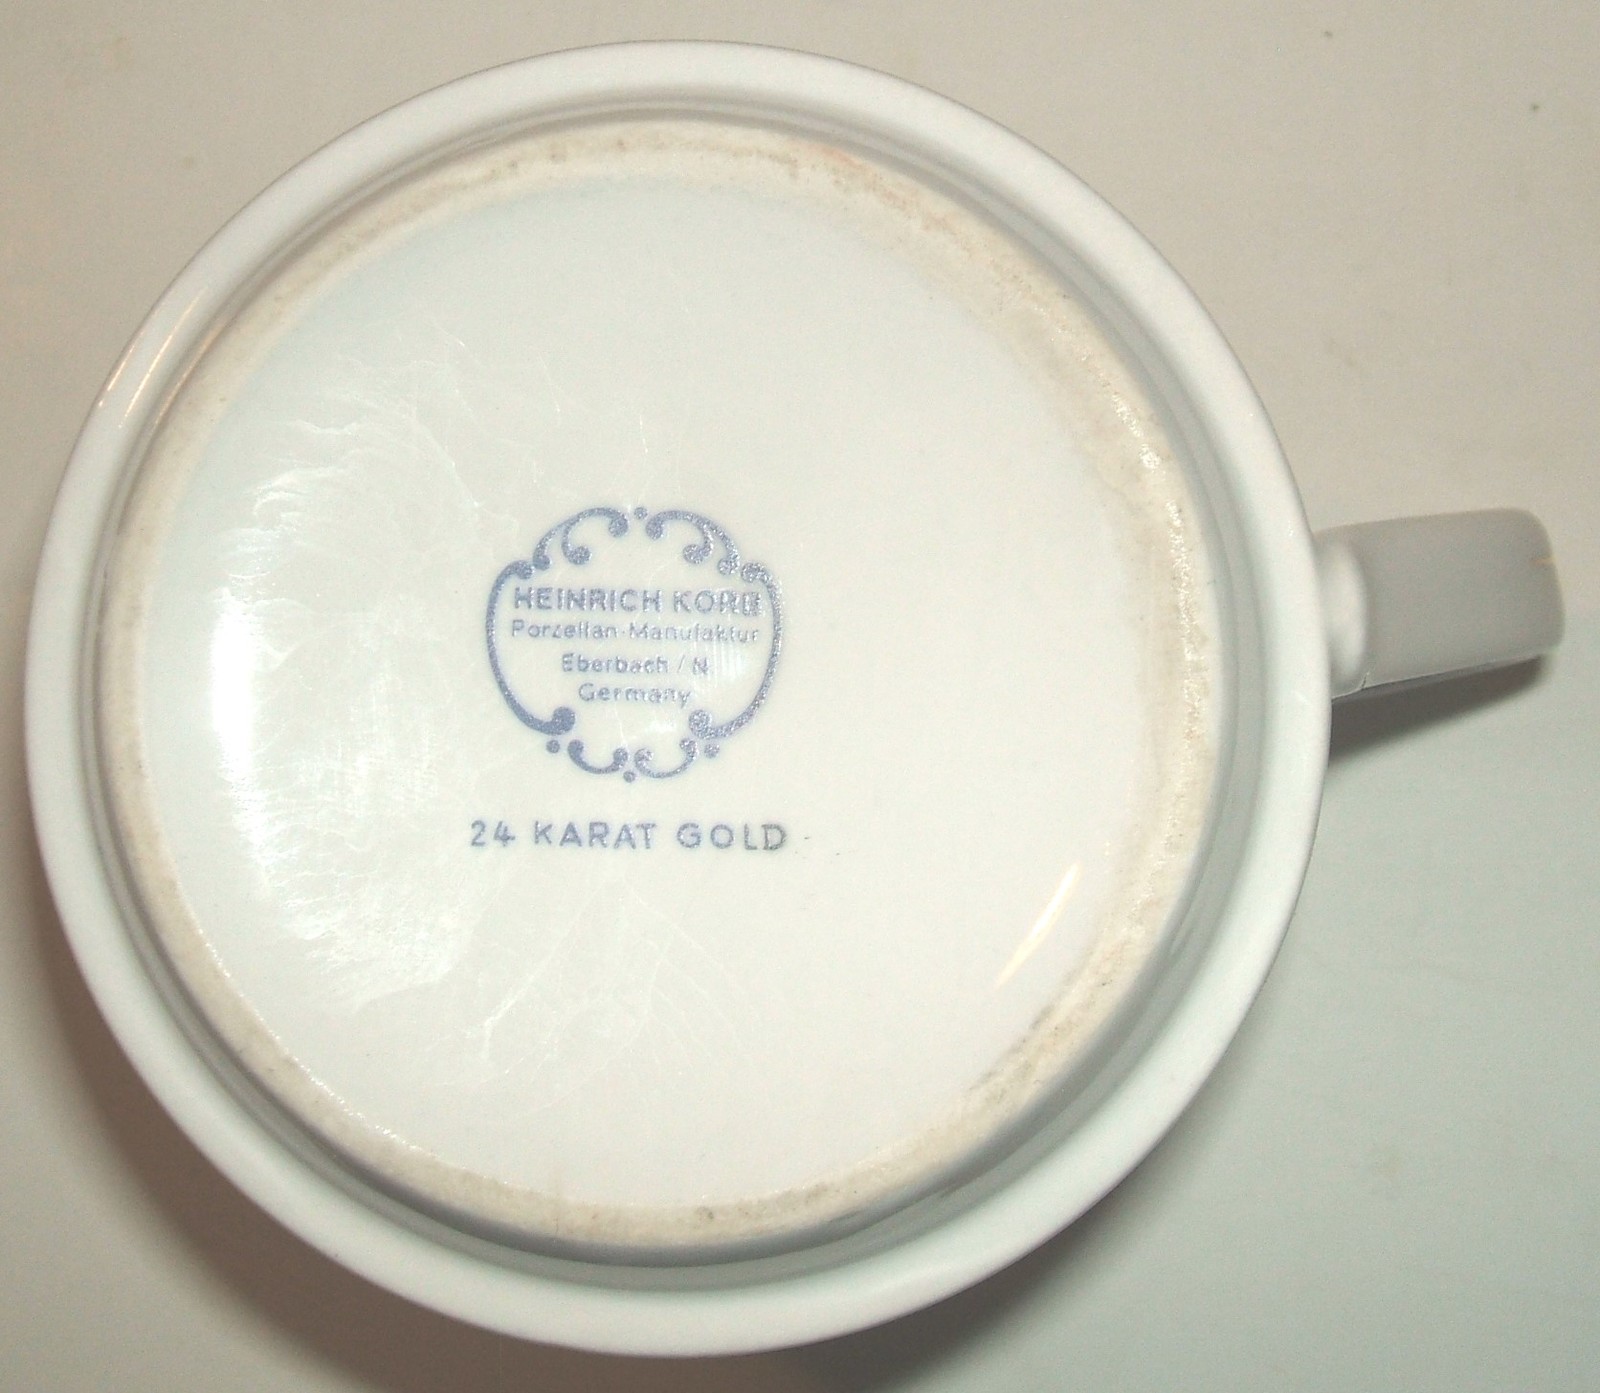 HEINRICH KORB
Porzellan-Manufaktur
Eberbach / N.
Germany
24 KARAT GOLD